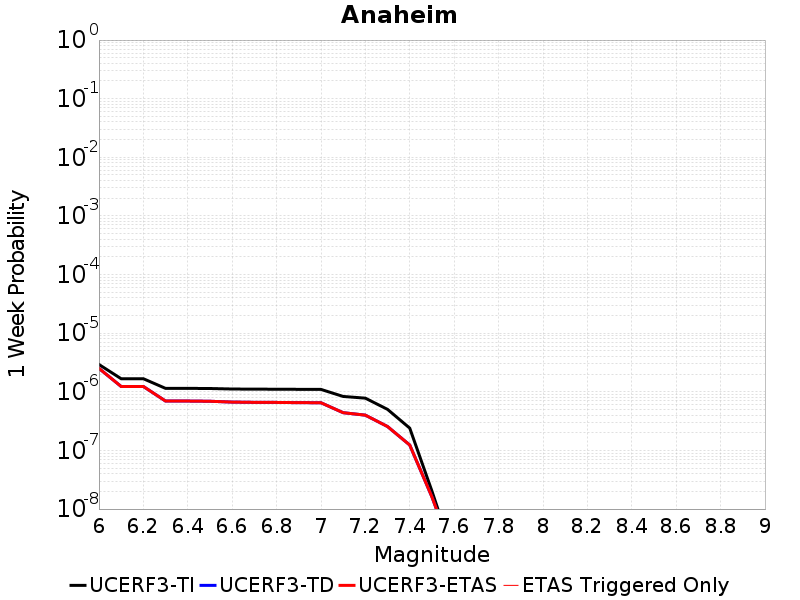 Anaheim
1 Week Probability
10^0
10^-1
10^-2
10^-3
10^-4
10^-5
10^-6
10^-7
10^-8
6 6.2 6.4 6.6 6.8 7 7.2 7.4 7.6 7.8 8 8.2 8.4 8.6 8.8 9
Magnitude
UCERF3-TI UCERF3-TD UCERF3-ETAS ETAS Triggered Only